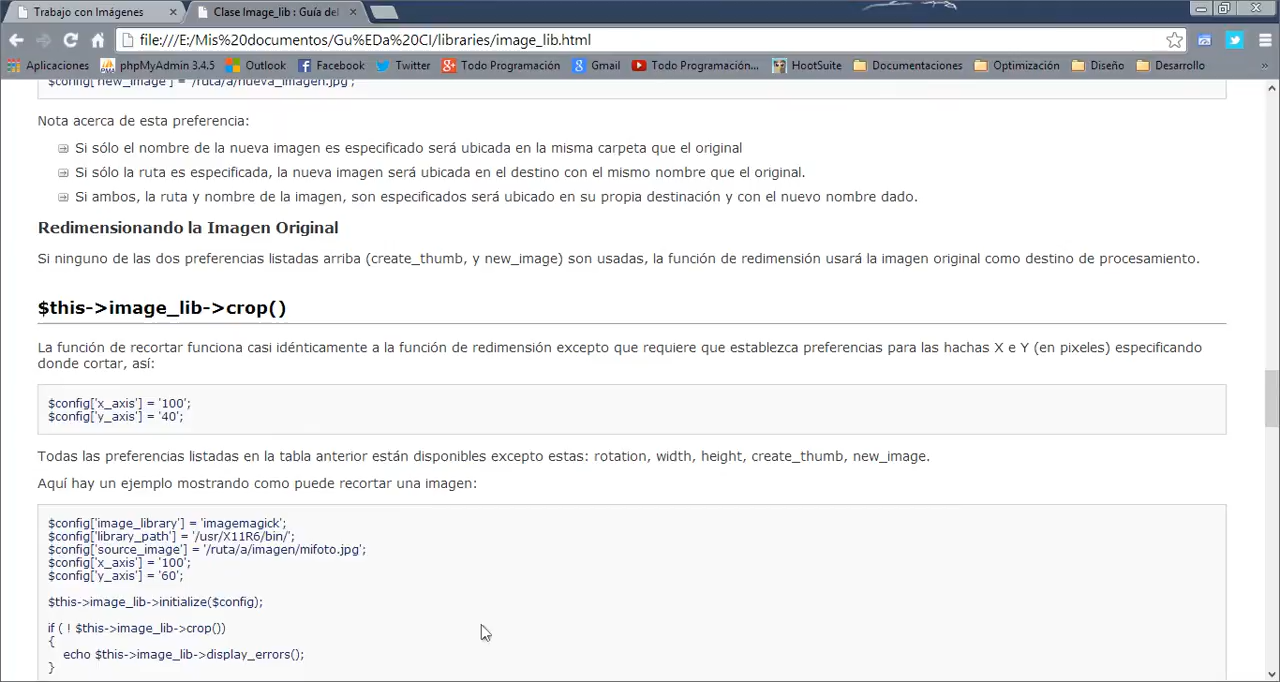 Trabajo con Imágenes
Clase Image_lib : Guía del
file:///E:/Mis%20documentos/Gu%EDa%20CI/libraries/image_lib.html
Aplicaciones
phpMyAdmin 3.4.5
Outlook
Facebook
Twitter
Todo Programación
Gmail
Todo Programación...
HootSuite
Documentaciones
Optimización
Diseño
Desarrollo
»
$config['new_image'] = '/ruta/a/nueva_imagen.jpg';
Nota acerca de esta preferencia:
Si sólo el nombre de la nueva imagen es especificado será ubicada en la misma carpeta que el original
Si sólo la ruta es especificada, la nueva imagen será ubicada en el destino con el mismo nombre que el original.
Si ambos, la ruta y nombre de la imagen, son especificados será ubicado en su propia destinación y con el nuevo nombre dado.
Redimensionando la Imagen Original
Si ninguno de las dos preferencias listadas arriba (create_thumb, y new_image) son usadas, la función de redimensión usará la imagen original como destino de procesamiento.
$this->image_lib->crop()
La función de recortar funciona casi idénticamente a la función de redimensión excepto que requiere que establezca preferencias para las hachas X e Y (en pixeles) especificando
donde cortar, así:
$config['x_axis'] = '100';
$config['y_axis'] = '40';
Todas las preferencias listadas en la tabla anterior están disponibles excepto estas: rotation, width, height, create_thumb, new_image.
Aquí hay un ejemplo mostrando como puede recortar una imagen:
$config['image_library'] = 'imagemagick';
$config['library_path'] = '/usr/X11R6/bin/';
$config['source_image'] = '/ruta/a/imagen/mifoto.jpg';
$config['x_axis'] = '100';
$config['y_axis'] = '60';
$this->image_lib->initialize($config);
if ( ! $this->image_lib->crop())
{
echo $this->image_lib->display_errors();
}